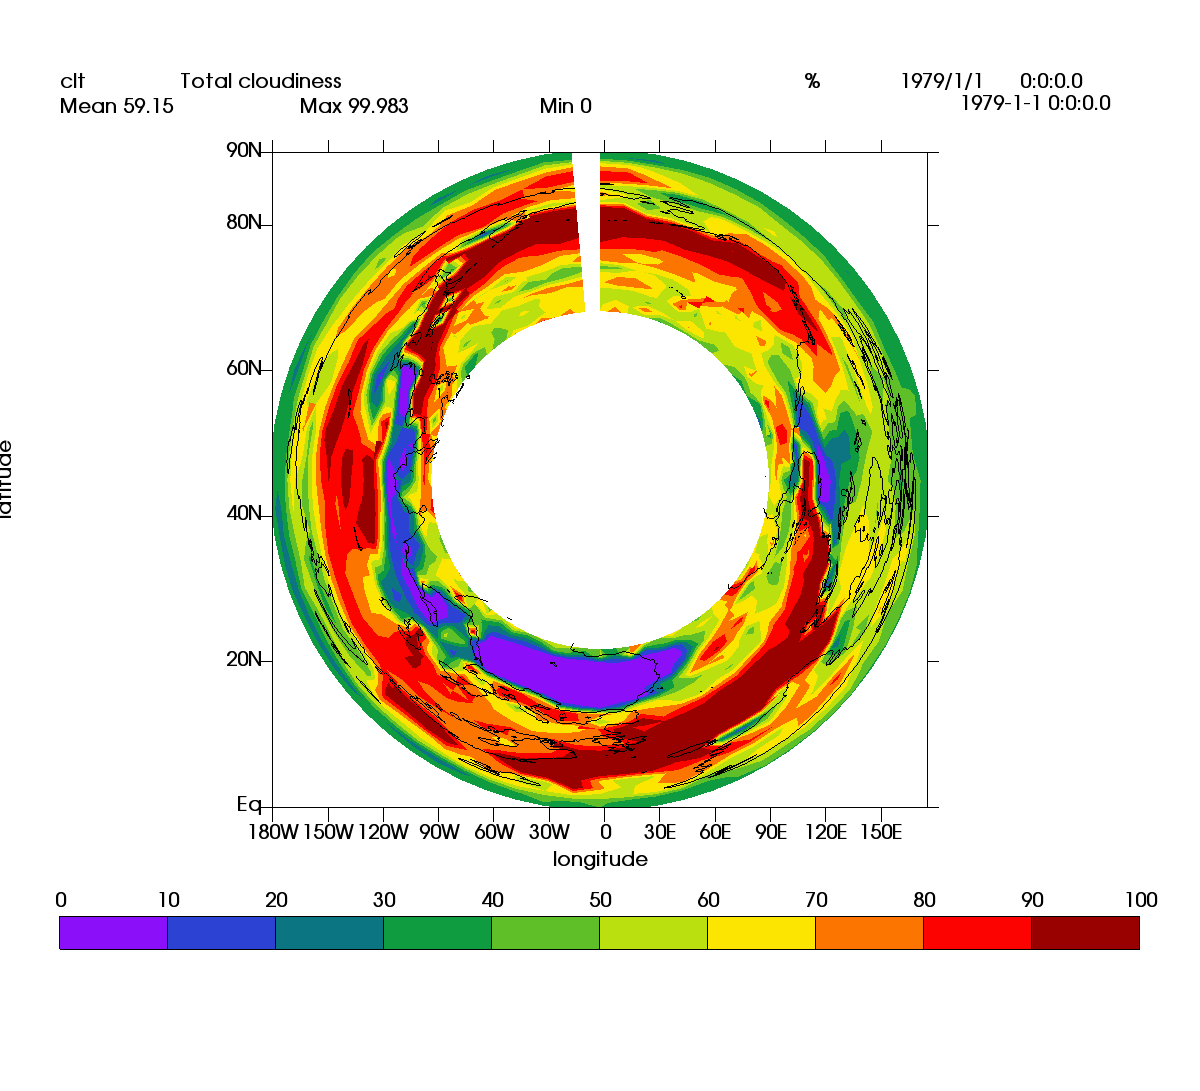 clt Total cloudiness % 1979/1/1 0:0:0.0
Mean 59.15 Max 99.983 Min 0 1979-1-1 0:0:0.0
90N
80N
60N
latitude
40N
20N
Eq
180W 150W 120W 90W 60W 30W 0 30E 60E 90E 120E 150E
longitude
0 10 20 30 40 50 60 70 80 90 100